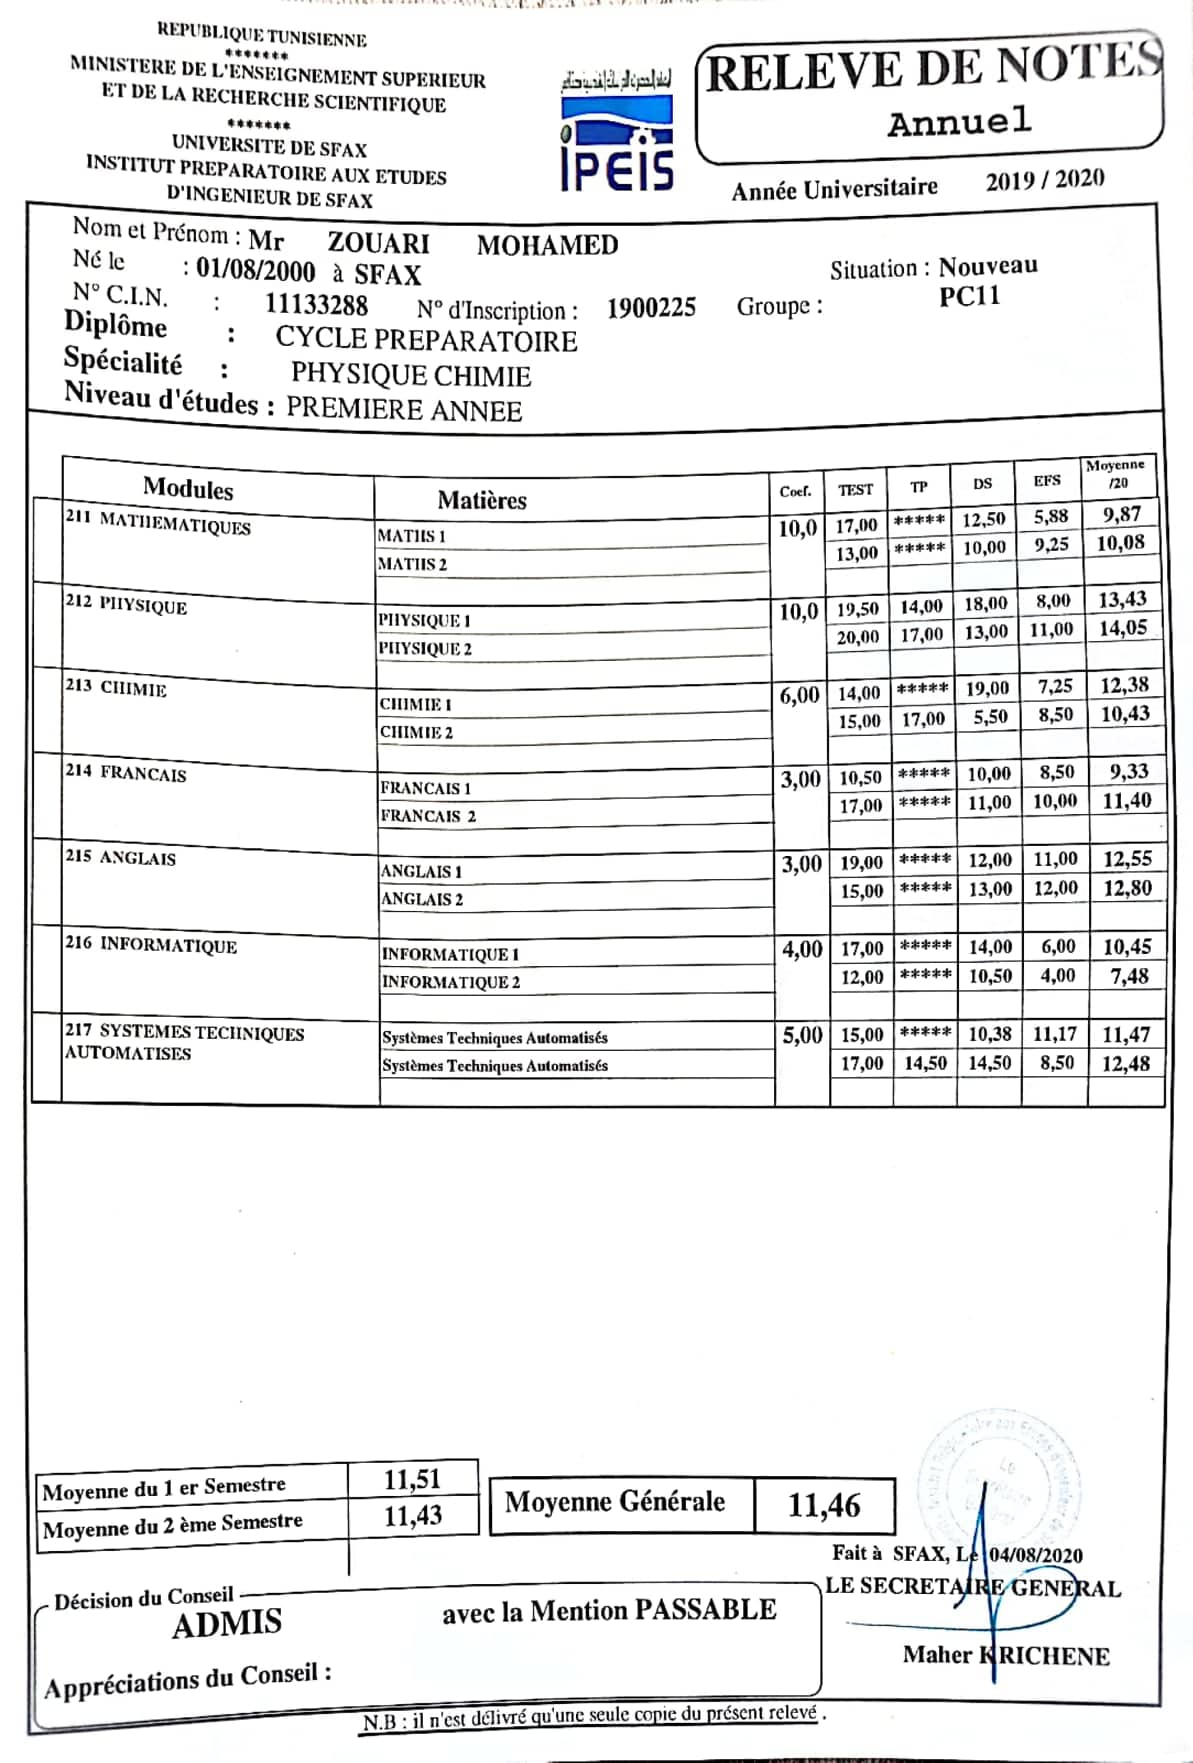 REPUBLIQUE TUNISIENNE
*******
MINISTERE DE L'ENSEIGNEMENT SUPERIEUR
ET DE LA RECHERCHE SCIENTIFIQUE
*******
UNIVERSITE DE SFAX
INSTITUT PREPARATOIRE AUX ETUDES
D'INGENIEUR DE SFAX
IPEIS
RELEVE DE NOTES
Annuel
Année Universitaire 2019 / 2020
Nom et Prénom : Mr ZOUARI MOHAMED
Né le : 01/08/2000 à SFAX
Situation : Nouveau
N° C.I.N. : 11133288 N° d'Inscription : 1900225 Groupe : PC11
Diplôme : CYCLE PREPARATOIRE
Spécialité : PHYSIQUE CHIMIE
Niveau d'études : PREMIERE ANNEE
Modules Matières Coef. TEST TP DS EFS Moyenne /20
211 MATHEMATIQUES
MATHS 1 10,0 17,00 ***** 12,50 5,88 9,87
MATHS 2 13,00 ***** 10,00 9,25 10,08
212 PHYSIQUE
PHYSIQUE 1 10,0 19,50 14,00 18,00 8,00 13,43
PHYSIQUE 2 20,00 17,00 13,00 11,00 14,05
213 CHIMIE
CHIMIE 1 6,00 14,00 ***** 19,00 7,25 12,38
CHIMIE 2 15,00 17,00 5,50 8,50 10,43
214 FRANCAIS
FRANCAIS 1 3,00 10,50 ***** 10,00 8,50 9,33
FRANCAIS 2 17,00 ***** 11,00 10,00 11,40
215 ANGLAIS
ANGLAIS 1 3,00 19,00 ***** 12,00 11,00 12,55
ANGLAIS 2 15,00 ***** 13,00 12,00 12,80
216 INFORMATIQUE
INFORMATIQUE 1 4,00 17,00 ***** 14,00 6,00 10,45
INFORMATIQUE 2 12,00 ***** 10,50 4,00 7,48
217 SYSTEMES TECHNIQUES
AUTOMATISES
Systèmes Techniques Automatisés 5,00 15,00 ***** 10,38 11,17 11,47
Systèmes Techniques Automatisés 17,00 14,50 14,50 8,50 12,48
Moyenne du 1 er Semestre 11,51
Moyenne du 2 ème Semestre 11,43
Moyenne Générale 11,46
Fait à SFAX, Le 04/08/2020
LE SECRETAIRE GENERAL
Maher KRICHENE
Décision du Conseil
ADMIS avec la Mention PASSABLE
Appréciations du Conseil :
N.B : il n'est délivré qu'une seule copie du présent relevé .